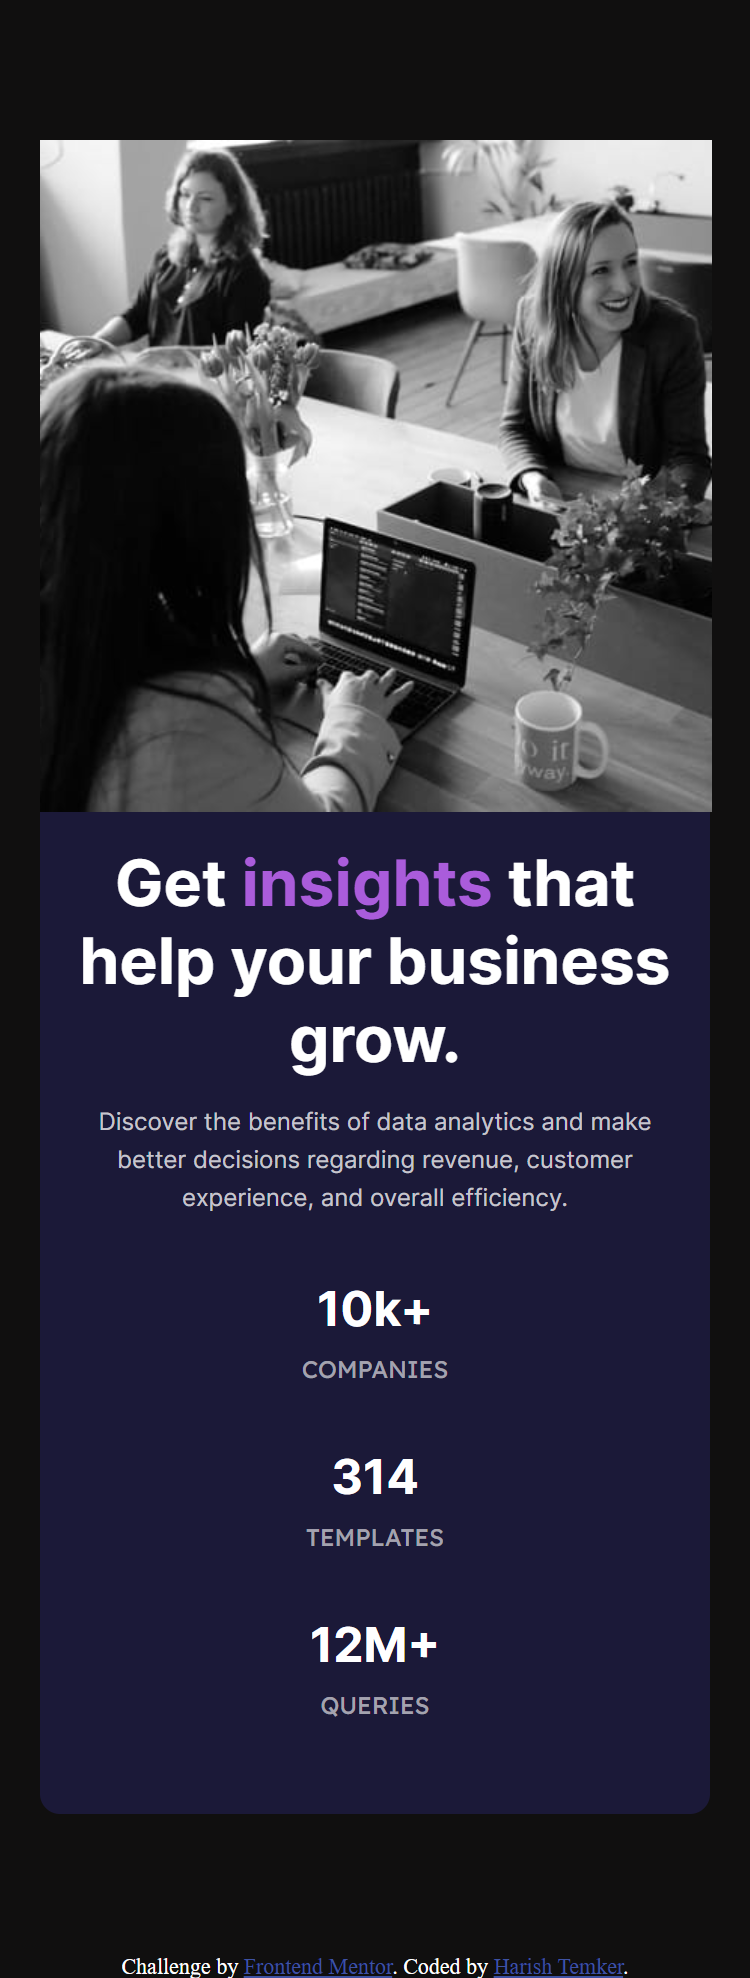 Get insights that
help your business
grow.
Discover the benefits of data analytics and make
better decisions regarding revenue, customer
experience, and overall efficiency.
10k+
COMPANIES
314
TEMPLATES
12M+
QUERIES
Challenge by Frontend Mentor. Coded by Harish Temker.